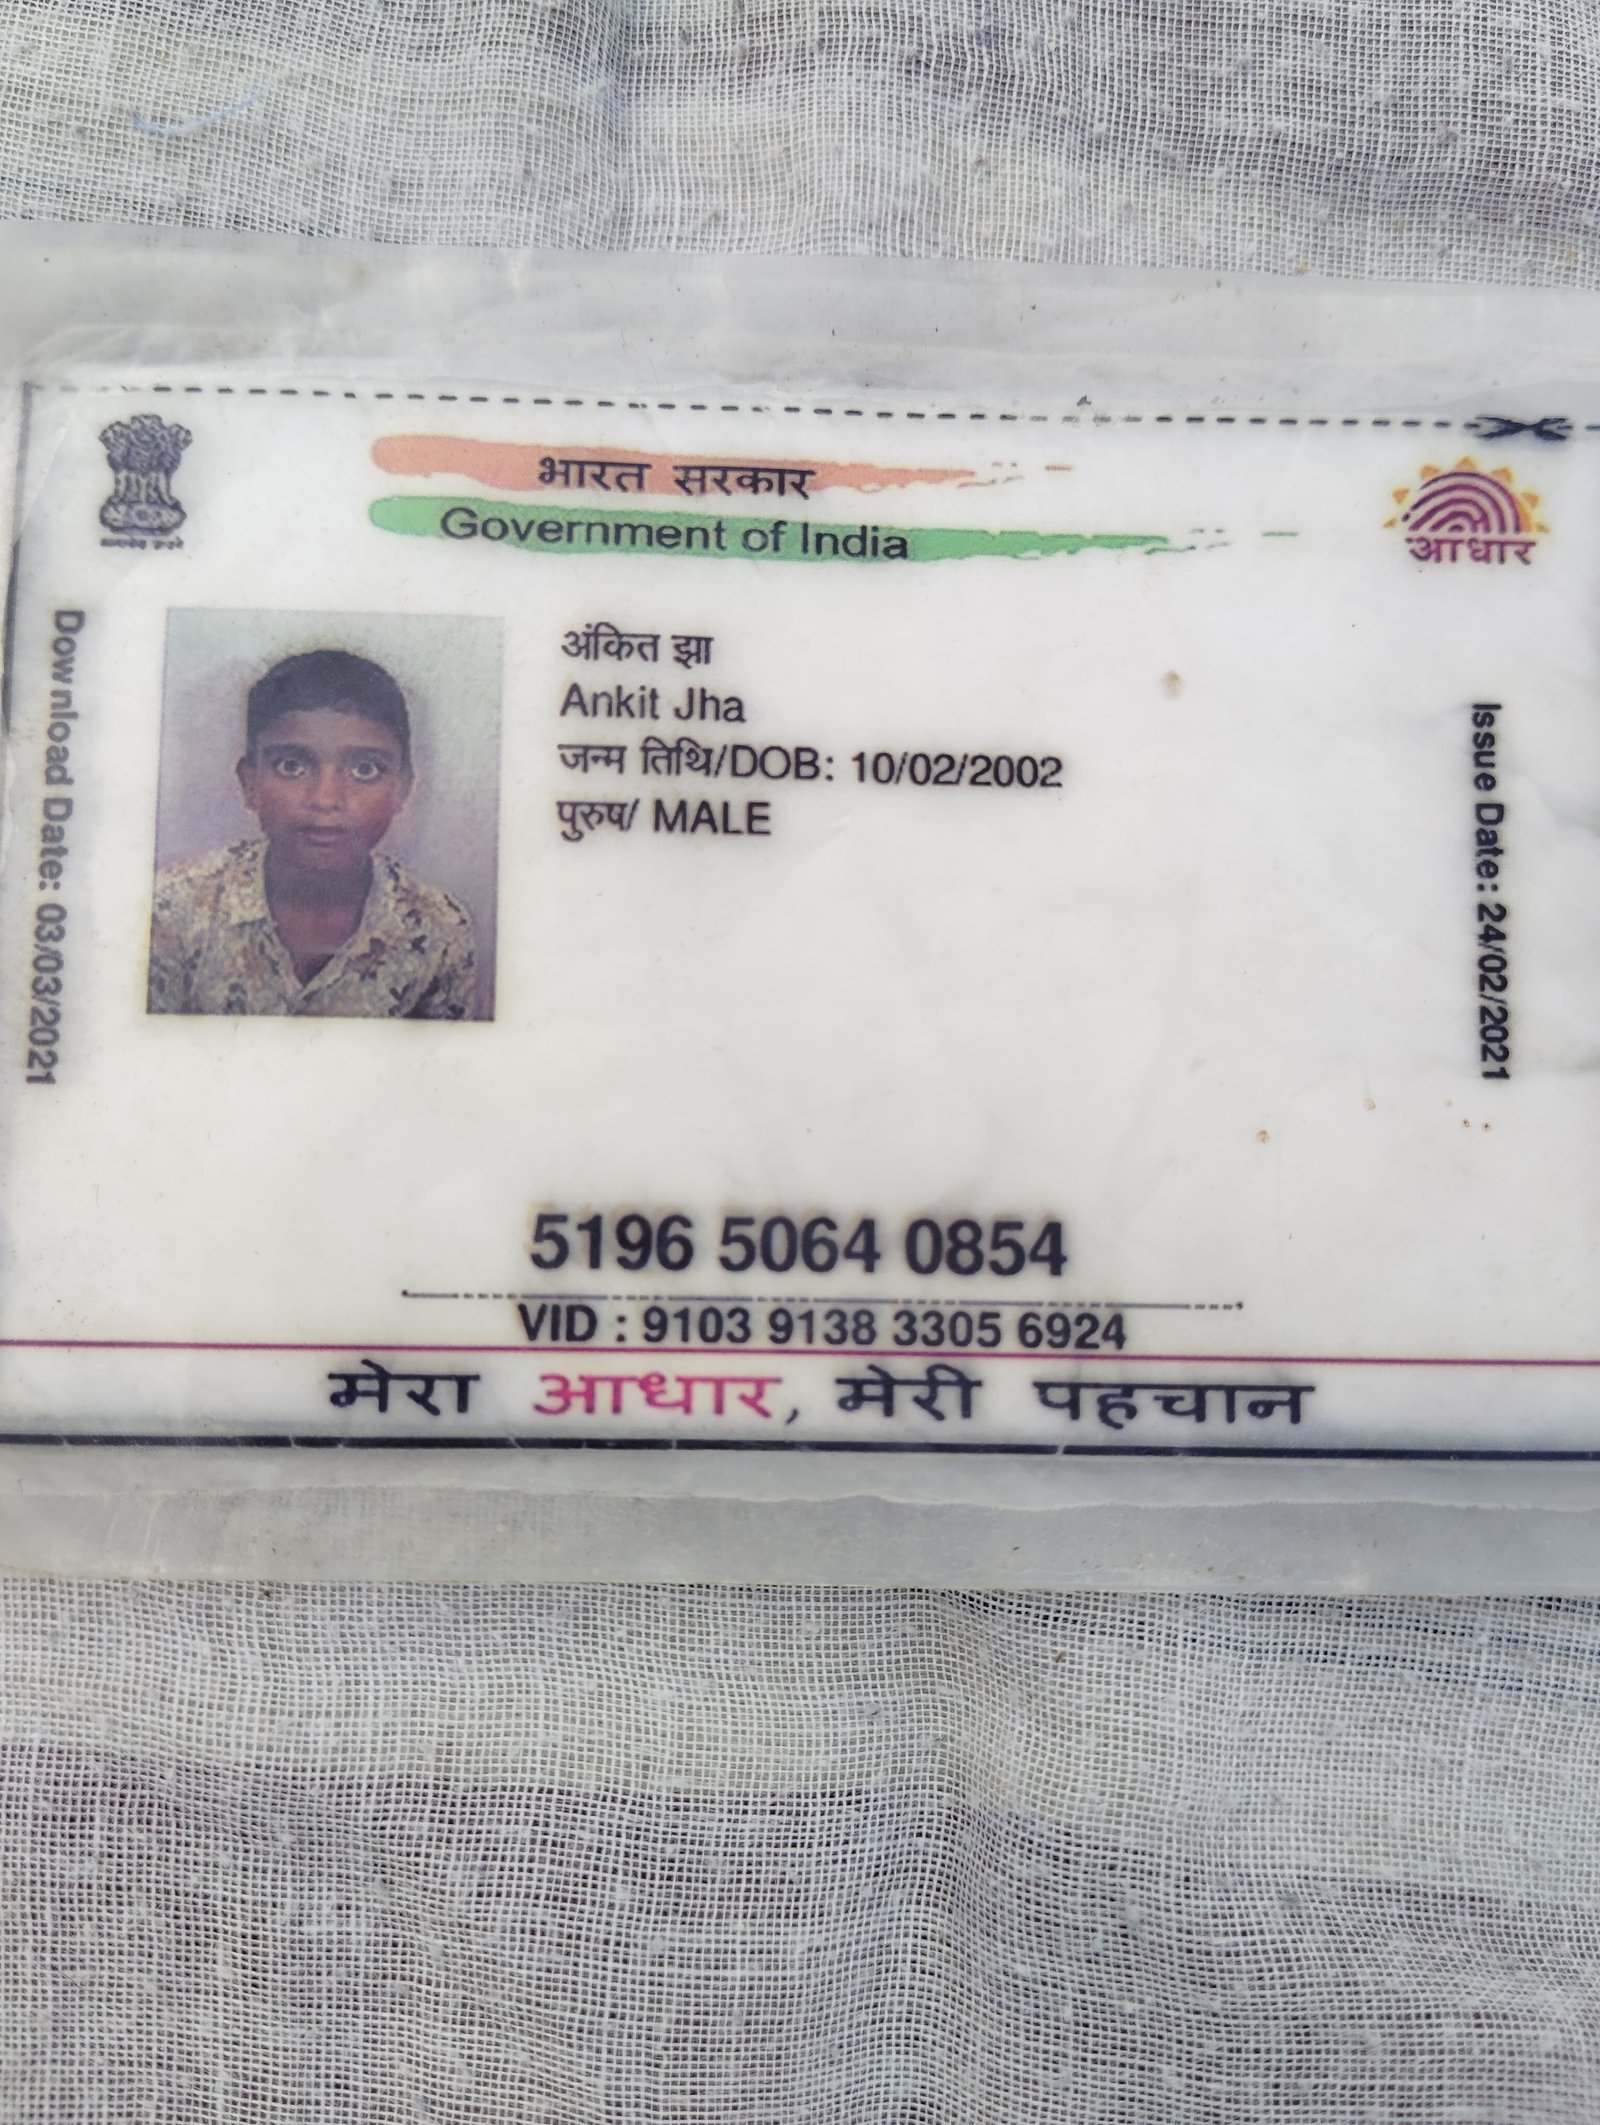 भारत सरकार
Government of India
आधार
Download Date: 03/03/2021
अंकित झा
Ankit Jha
जन्म तिथि/DOB: 10/02/2002
पुरुष/ MALE
Issue Date: 24/02/2021
5196 5064 0854
VID : 9103 9138 3305 6924
मेरा आधार, मेरी पहचान